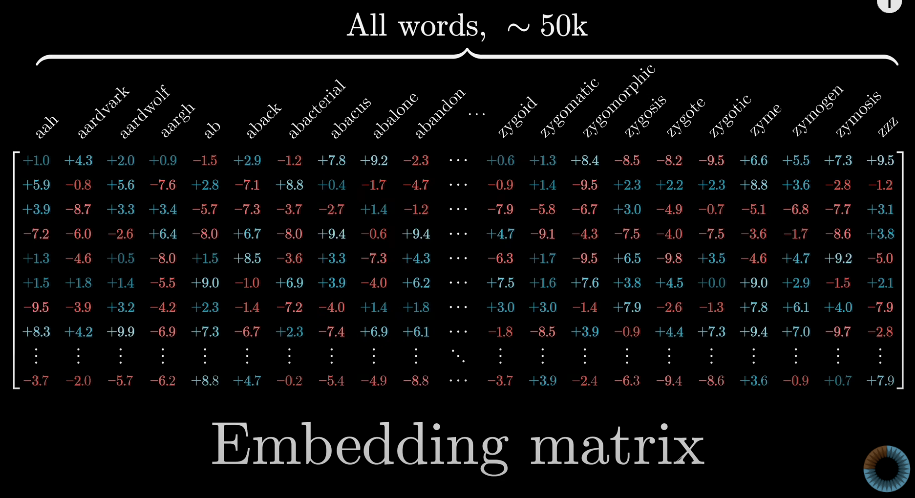 All words, ~ 50k
aah aardvark aardwolf aargh ab aback abacterial abacus abalone abandon ⋯ zygoid zygomatic zygomorphic zygosis zygote zygotic zyme zymogen zymosis zzz
+1.0 +4.3 +2.0 +0.9 −1.5 +2.9 −1.2 +7.8 +9.2 −2.3 ⋯ +0.6 +1.3 +8.4 −8.5 −8.2 −9.5 +6.6 +5.5 +7.3 +9.5
+5.9 −0.8 +5.6 −7.6 +2.8 −7.1 +8.8 +0.4 −1.7 −4.7 ⋯ −0.9 +1.4 −9.5 +2.3 +2.2 +2.3 +8.8 +3.6 −2.8 −1.2
+3.9 −8.7 +3.3 +3.4 −5.7 −7.3 −3.7 −2.7 +1.4 −1.2 ⋯ −7.9 −5.8 −6.7 +3.0 −4.9 −0.7 −5.1 −6.8 −7.7 +3.1
−7.2 −6.0 −2.6 +6.4 −8.0 +6.7 −8.0 +9.4 −0.6 +9.4 ⋯ +4.7 −9.1 −4.3 −7.5 −4.0 −7.5 −3.6 −1.7 −8.6 +3.8
+1.3 −4.6 +0.5 −8.0 +1.5 +8.5 −3.6 +3.3 −7.3 +4.3 ⋯ −6.3 +1.7 −9.5 +6.5 −9.8 +3.5 −4.6 +4.7 +9.2 −5.0
+1.5 +1.8 +1.4 −5.5 +9.0 −1.0 +6.9 +3.9 −4.0 +6.2 ⋯ +7.5 +1.6 +7.6 +3.8 +4.5 +0.0 +9.0 +2.9 −1.5 +2.1
−9.5 −3.9 +3.2 −4.2 +2.3 −1.4 −7.2 −4.0 +1.4 +1.8 ⋯ +3.0 +3.0 −1.4 +7.9 −2.6 −1.3 +7.8 +6.1 +4.0 −7.9
+8.3 +4.2 +9.9 −6.9 +7.3 −6.7 +2.3 −7.4 +6.9 +6.1 ⋯ −1.8 −8.5 +3.9 −0.9 +4.4 +7.3 +9.4 +7.0 −9.7 −2.8
⋮ ⋮ ⋮ ⋮ ⋮ ⋮ ⋮ ⋮ ⋮ ⋮ ⋱ ⋮ ⋮ ⋮ ⋮ ⋮ ⋮ ⋮ ⋮ ⋮ ⋮
−3.7 −2.0 −5.7 −6.2 +8.8 +4.7 −0.2 −5.4 −4.9 −8.8 ⋯ −3.7 +3.9 −2.4 −6.3 −9.4 −8.6 +3.6 −0.9 +0.7 +7.9
Embedding matrix